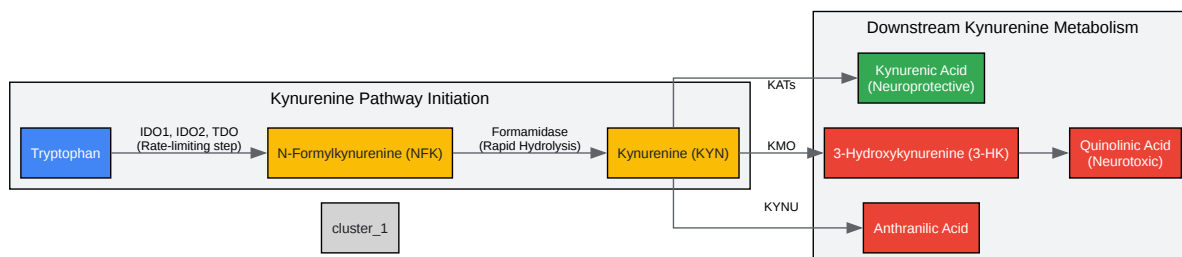 Downstream Kynurenine Metabolism
Kynurenic Acid
(Neuroprotective)
KATs
Kynurenine Pathway Initiation
IDO1, IDO2, TDO
(Rate-limiting step)
Formamidase
(Rapid Hydrolysis)
Tryptophan
N-Formylkynurenine (NFK)
Kynurenine (KYN)
KMO
3-Hydroxykynurenine (3-HK)
Quinolinic Acid
(Neurotoxic)
KYNU
cluster_1
Anthranilic Acid